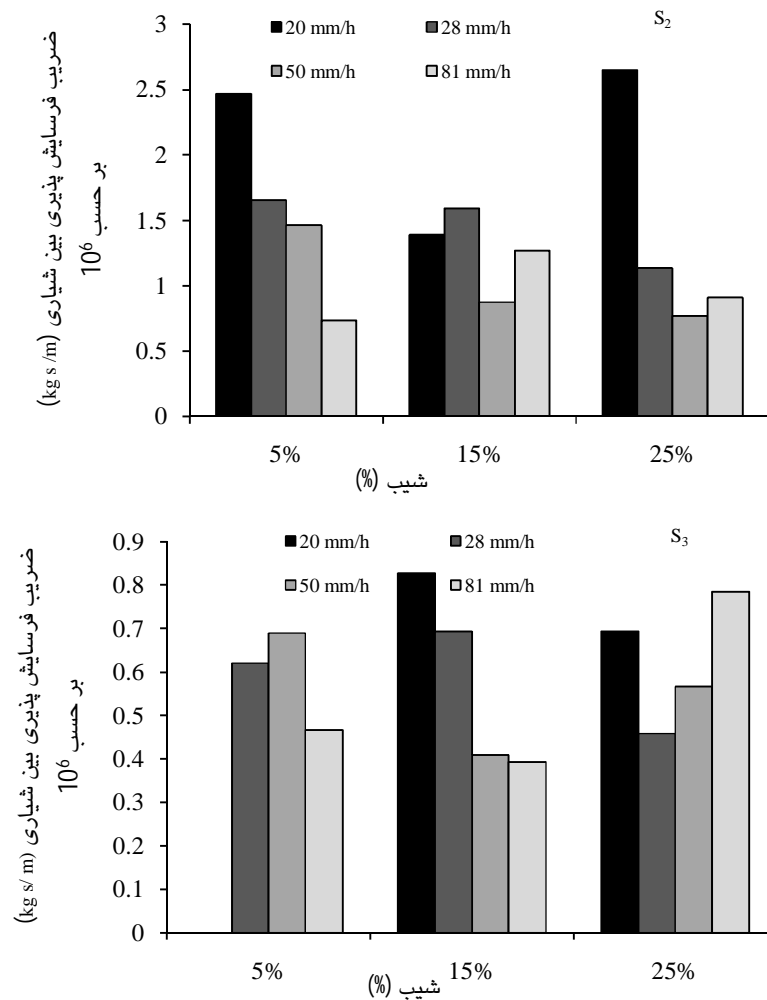 S2
20 mm/h 28 mm/h
50 mm/h 81 mm/h
3
2.5
2
1.5
1
0.5
0
ضریب فرسایش پذیری بین شیاری (kg s /m)
بر حسب 10⁶
5% 15% 25%
شیب (%)
S3
20 mm/h 28 mm/h
50 mm/h 81 mm/h
0.9
0.8
0.7
0.6
0.5
0.4
0.3
0.2
0.1
0
ضریب فرسایش پذیری بین شیاری (kg s/ m)
بر حسب 10⁶
5% 15% 25%
شیب (%)